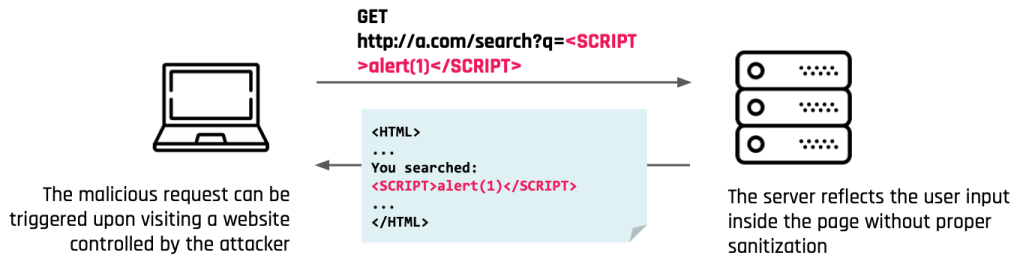 GET
http://a.com/search?q=<SCRIPT
>alert(1)</SCRIPT>
<HTML>
...
You searched:
<SCRIPT>alert(1)</SCRIPT>
...
</HTML>
The malicious request can be
triggered upon visiting a website
controlled by the attacker
The server reflects the user input
inside the page without proper
sanitization